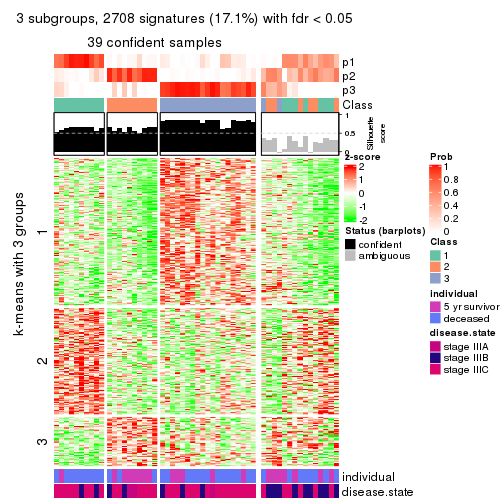 3 subgroups, 2708 signatures (17.1%) with fdr < 0.05
39 confident samples
p1
p2
p3
Class
1
0.5
0
Silhouette
score
k-means with 3 groups
1
2
3
individual
disease.state
z-score
2
1
0
-1
-2
Status (barplots)
confident
ambiguous
Prob
1
0.8
0.6
0.4
0.2
0
Class
1
2
3
individual
5 yr survivor
deceased
disease.state
stage IIIA
stage IIIB
stage IIIC